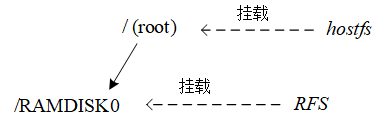 挂载
/ (root) hostfs
挂载
/RAMDISK0 RFS